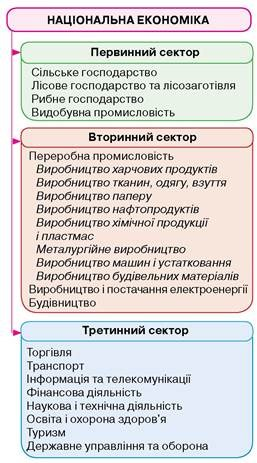 НАЦІОНАЛЬНА ЕКОНОМІКА
Первинний сектор
Сільське господарство
Лісове господарство та лісозаготівля
Рибне господарство
Видобувна промисловість
Вторинний сектор
Переробна промисловість
Виробництво харчових продуктів
Виробництво тканин, одягу, взуття
Виробництво паперу
Виробництво нафтопродуктів
Виробництво хімічної продукції
і пластмас
Металургійне виробництво
Виробництво машин і устатковання
Виробництво будівельних матеріалів
Виробництво і постачання електроенергії
Будівництво
Третинний сектор
Торгівля
Транспорт
Інформація та телекомунікації
Фінансова діяльність
Наукова і технічна діяльність
Освіта і охорона здоров'я
Туризм
Державне управління та оборона